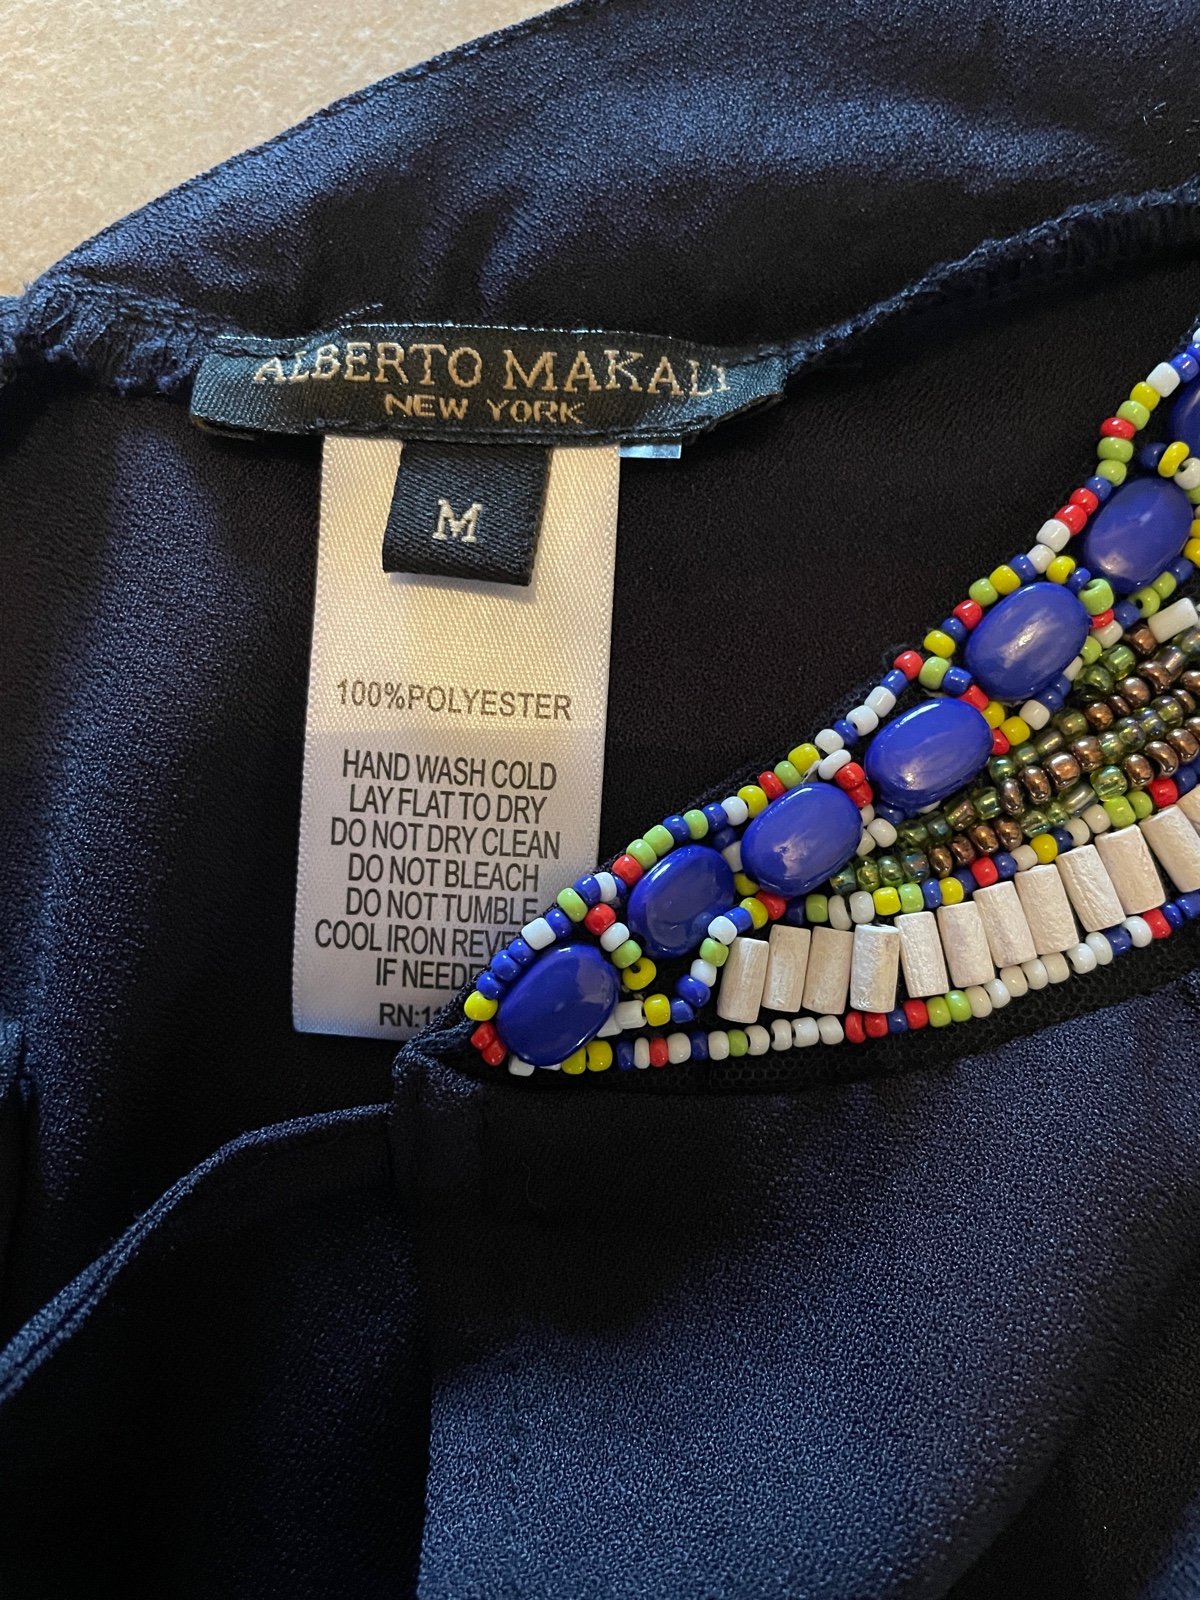 ALBERTO MAKALI
NEW YORK
M
100%POLYESTER
HAND WASH COLD
LAY FLAT TO DRY
DO NOT DRY CLEAN
DO NOT BLEACH
DO NOT TUMBLE
COOL IRON
IF